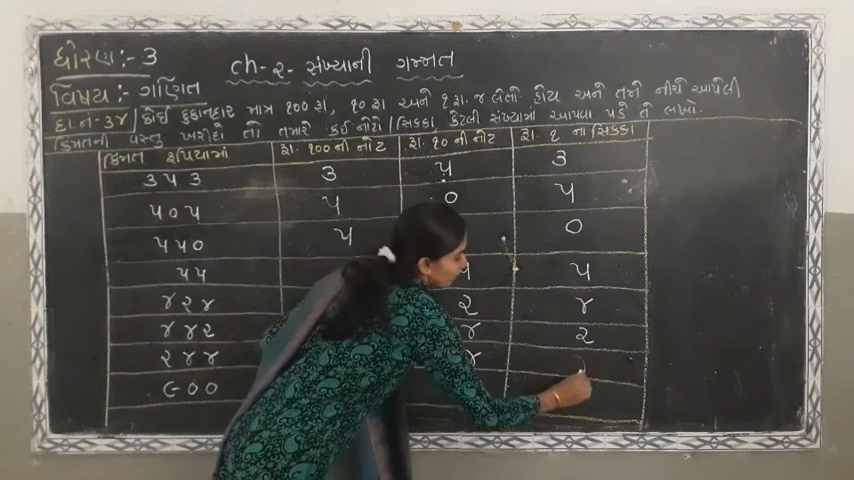 ધોરણ :- 3
ch-૨- સંખ્યાની ગમ્મત
વિષય :- ગણિત
દા.નં-૩૪ કોઈ દુકાનદાર માત્ર ૧૦૦ રૂા, ૧૦ રૂા અને ૧ રૂા. જ લેતો હોય અને તમે નીચે આપેલી
કિંમતની વસ્તુ ખરીદો તો તમારે કઈ નોટો / સિક્કા કેટલી સંખ્યામાં આપવા પડે તે લખો.
કિંમત રૂપિયામાં રૂા. ૧૦૦ ની નોટ રૂા. ૧૦ ની નોટ રૂા. ૧ ના સિક્કા
૩૫૩ ૩ ૫ ૩
૫૦૫ ૫ ૦ ૫
૫૫૦ ૫ ૦
૫૫ ૫ ૫
૪૨૪ ૨ ૪
૪૪૨ ૪ ૨
૨૪૪ ૪
૯૦૦